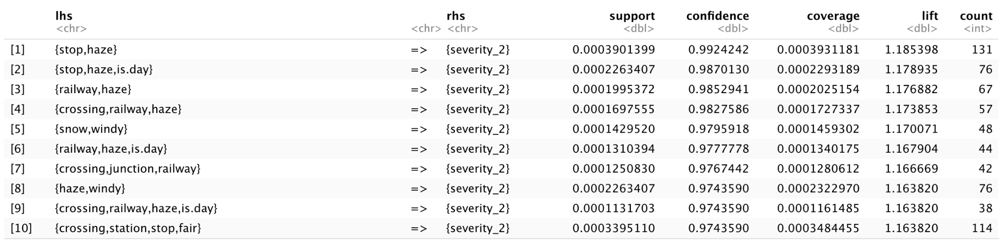 lhs rhs support confidence coverage lift count
<chr> <chr> <chr> <dbl> <dbl> <dbl> <dbl> <int>
[1] {stop,haze} => {severity_2} 0.0003901399 0.9924242 0.0003931181 1.185398 131
[2] {stop,haze,is.day} => {severity_2} 0.0002263407 0.9870130 0.0002293189 1.178935 76
[3] {railway,haze} => {severity_2} 0.0001995372 0.9852941 0.0002025154 1.176882 67
[4] {crossing,railway,haze} => {severity_2} 0.0001697555 0.9827586 0.0001727337 1.173853 57
[5] {snow,windy} => {severity_2} 0.0001429520 0.9795918 0.0001459302 1.170071 48
[6] {railway,haze,is.day} => {severity_2} 0.0001310394 0.9777778 0.0001340175 1.167904 44
[7] {crossing,junction,railway} => {severity_2} 0.0001250830 0.9767442 0.0001280612 1.166669 42
[8] {haze,windy} => {severity_2} 0.0002263407 0.9743590 0.0002322970 1.163820 76
[9] {crossing,railway,haze,is.day} => {severity_2} 0.0001131703 0.9743590 0.0001161485 1.163820 38
[10] {crossing,station,stop,fair} => {severity_2} 0.0003395110 0.9743590 0.0003484455 1.163820 114